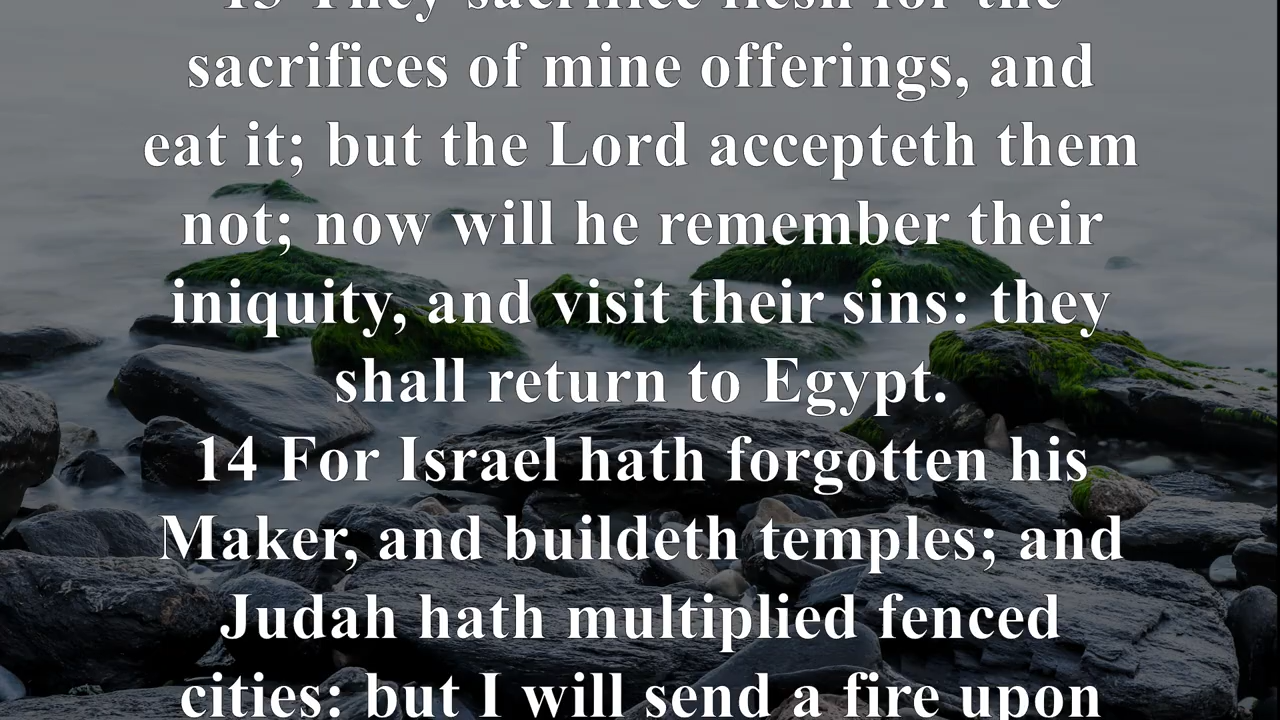 13 They sacrifice flesh for the
sacrifices of mine offerings, and
eat it; but the Lord accepteth them
not; now will he remember their
iniquity, and visit their sins: they
shall return to Egypt.
14 For Israel hath forgotten his
Maker, and buildeth temples; and
Judah hath multiplied fenced
cities: but I will send a fire upon